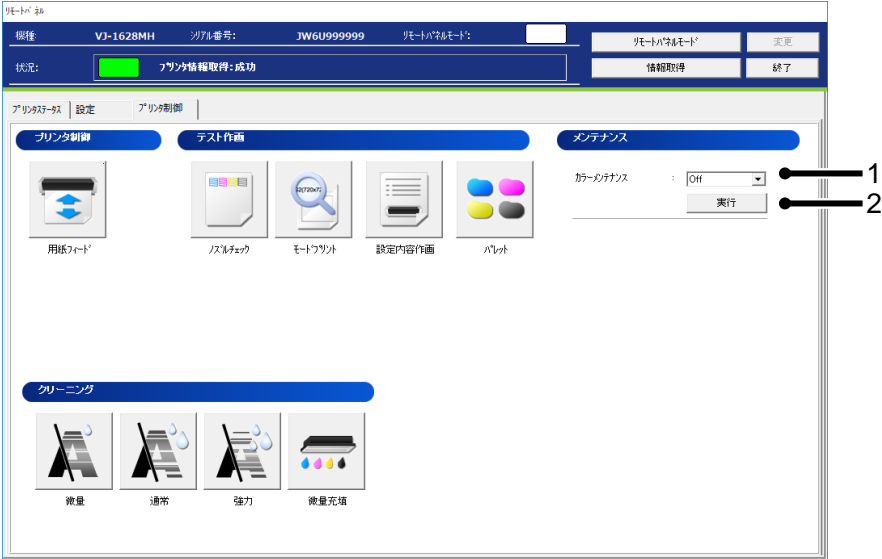 リモートパネル
機種: VJ-1628MH シリアル番号: JW6U999999 リモートパネルモード:
リモートパネルモード 変更
状況: プリンタ情報取得:成功
情報取得 終了
プリンタステータス 設定 プリンタ制御
プリンタ制御 テスト作画 メンテナンス
カラーメンテナンス : Off 1
実行 2
用紙フィード ノズルチェック モードプリント 設定内容作画 パレット
クリーニング
微量 通常 強力 微量充填